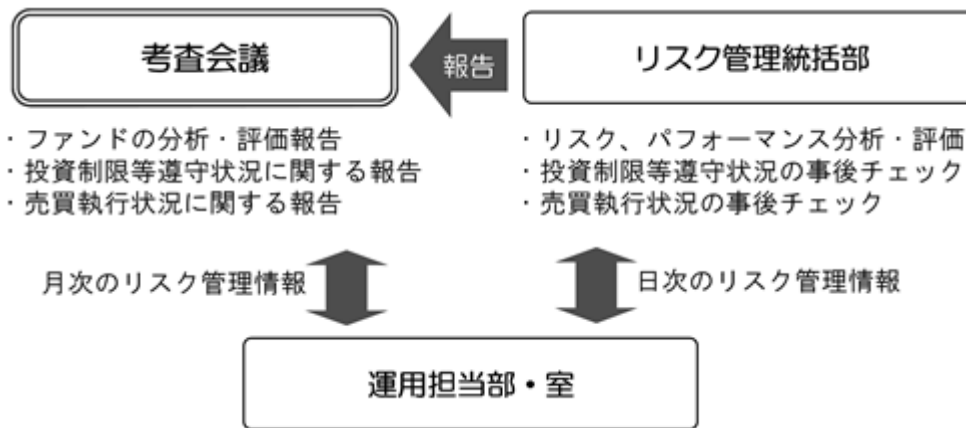 考査会議
報告
リスク管理統括部
・ファンドの分析・評価報告
・投資制限等遵守状況に関する報告
・売買執行状況に関する報告
・リスク、パフォーマンス分析・評価
・投資制限等遵守状況の事後チェック
・売買執行状況の事後チェック
月次のリスク管理情報
日次のリスク管理情報
運用担当部・室